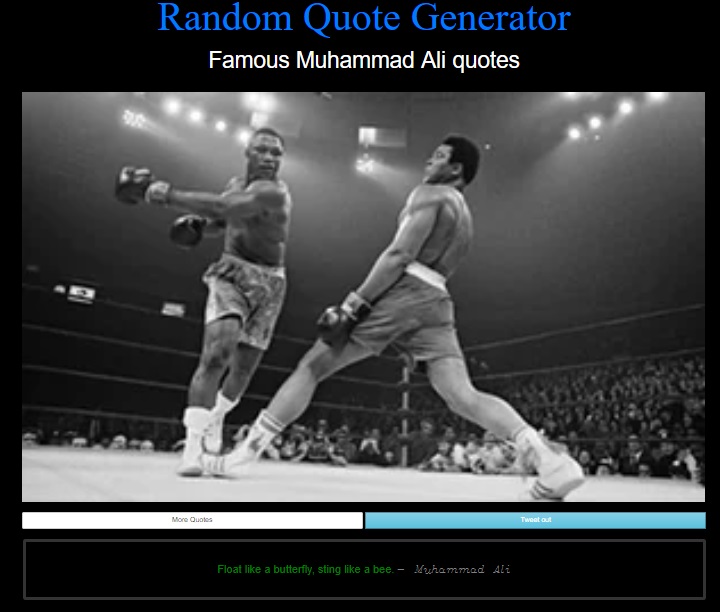 Random Quote Generator
Famous Muhammad Ali quotes
More Quotes
Tweet out
Float like a butterfly, sting like a bee. – Muhammad Ali